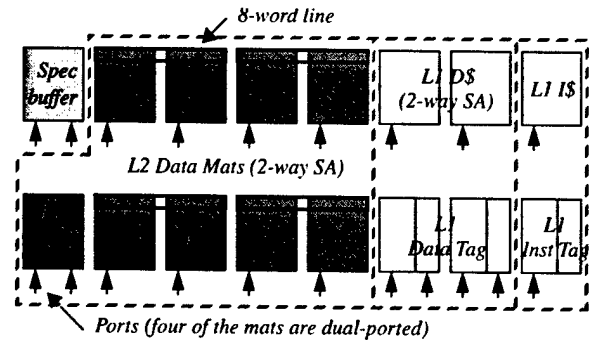 8-word line
Spec
buffer
L1 D$
(2-way SA)
L1 I$
L2 Data Mats (2-way SA)
L1
Data Tag
L1
Inst Tag
Ports (four of the mats are dual-ported)